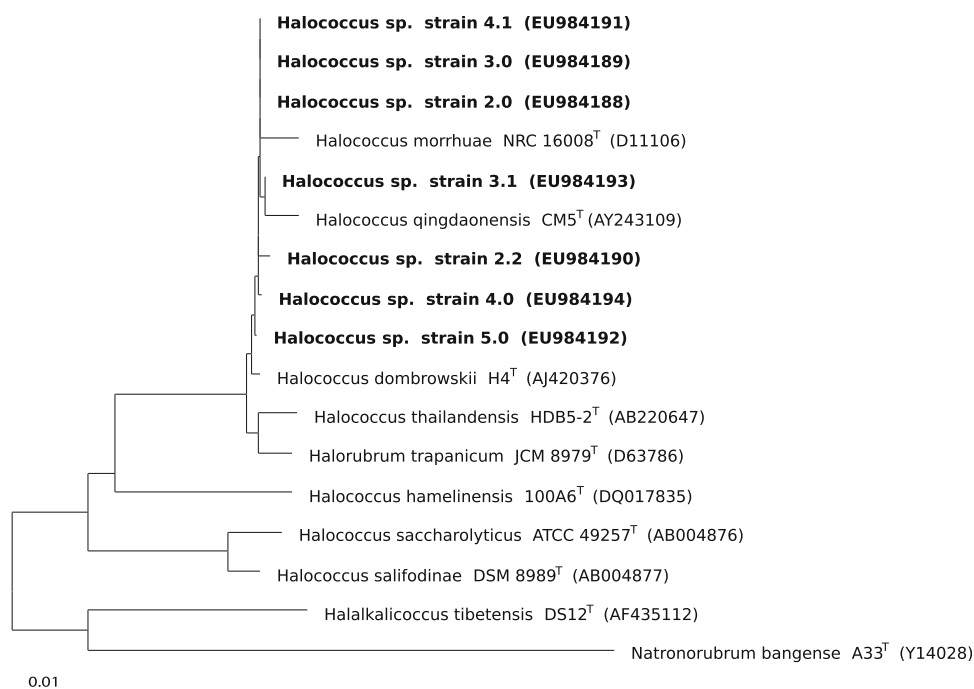 Halococcus sp. strain 4.1 (EU984191)
Halococcus sp. strain 3.0 (EU984189)
Halococcus sp. strain 2.0 (EU984188)
Halococcus morrhuae NRC 16008T (D11106)
Halococcus sp. strain 3.1 (EU984193)
Halococcus qingdaonensis CM5T (AY243109)
Halococcus sp. strain 2.2 (EU984190)
Halococcus sp. strain 4.0 (EU984194)
Halococcus sp. strain 5.0 (EU984192)
Halococcus dombrowskii H4T (AJ420376)
Halococcus thailandensis HDB5-2T (AB220647)
Halorubrum trapanicum JCM 8979T (D63786)
Halococcus hamelinensis 100A6T (DQ017835)
Halococcus saccharolyticus ATCC 49257T (AB004876)
Halococcus salifodinae DSM 8989T (AB004877)
Halalkalicoccus tibetensis DS12T (AF435112)
Natronorubrum bangense A33T (Y14028)
0.01